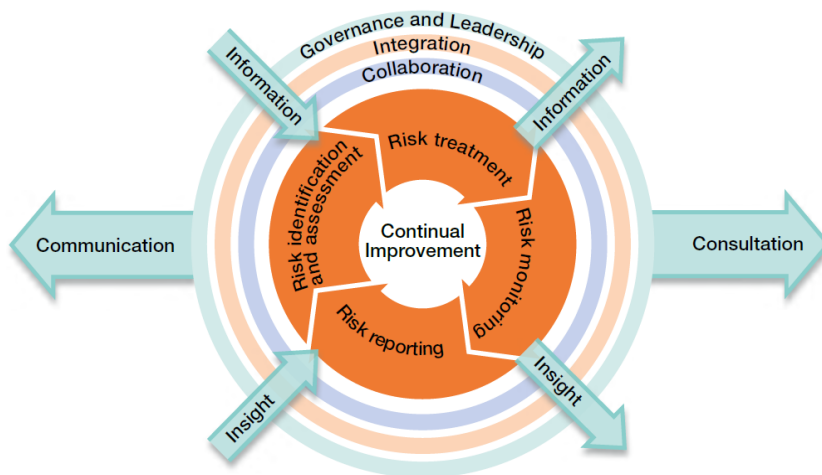 Governance and Leadership
Integration
Collaboration
Information
Information
Risk treatment
Risk identification
and assessment
Continual
Improvement
Risk monitoring
Communication
Consultation
Risk reporting
Insight
Insight